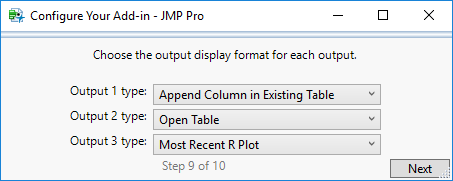 Configure Your Add-in - JMP Pro
Choose the output display format for each output.
Output 1 type: Append Column in Existing Table
Output 2 type: Open Table
Output 3 type: Most Recent R Plot
Step 9 of 10
Next